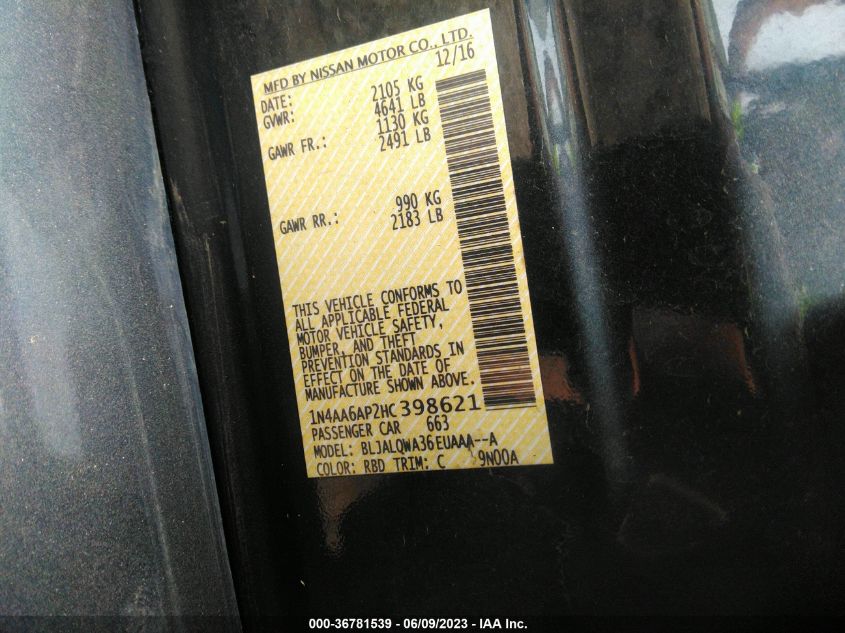 MFD BY NISSAN MOTOR CO., LTD.
DATE: 12/16
GVWR: 2105 KG
4641 LB
GAWR FR.: 1130 KG
2491 LB
GAWR RR.: 990 KG
2183 LB
THIS VEHICLE CONFORMS TO
ALL APPLICABLE FEDERAL
MOTOR VEHICLE SAFETY,
BUMPER, AND THEFT
PREVENTION STANDARDS IN
EFFECT ON THE DATE OF
MANUFACTURE SHOWN ABOVE.
1N4AA6AP2HC398621
PASSENGER CAR 663
MODEL: BLJALQWA36EUAAA--A
COLOR: RBD TRIM: C 9N00A
000-36781539 - 06/09/2023 - IAA Inc.